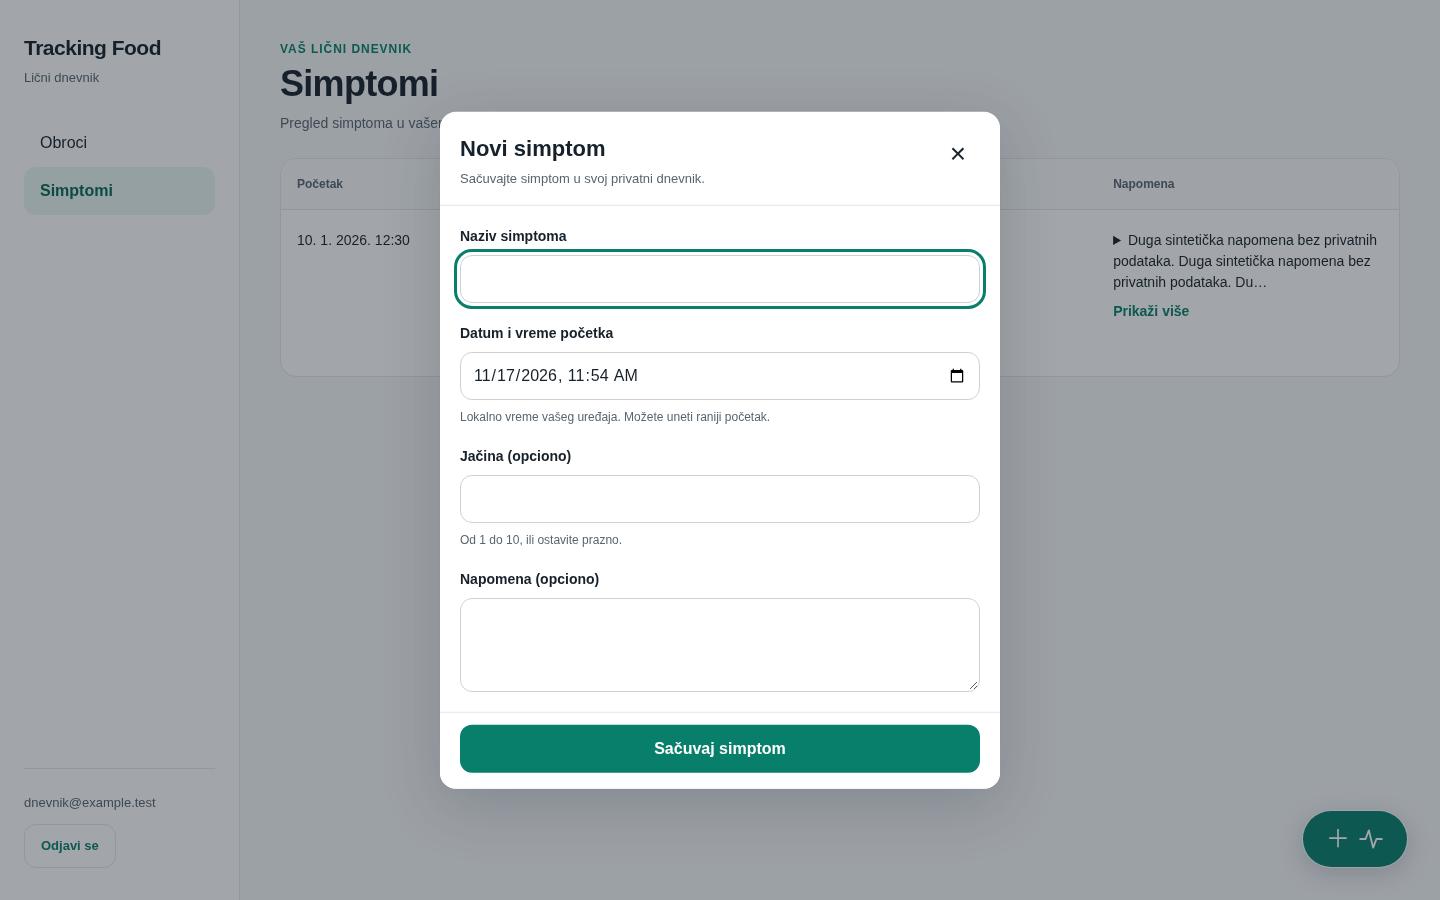 Tracking Food
Lični dnevnik
Obroci
Simptomi
dnevnik@example.test
Odjavi se
VAŠ LIČNI DNEVNIK
Simptomi
Pregled simptoma u
Početak
Napomena
10. 1. 2026. 12:30
Duga sintetička napomena bez privatnih
podataka. Duga sintetička napomena bez
privatnih podataka. Du…
Prikaži više
Novi simptom
Sačuvajte simptom u svoj privatni dnevnik.
Naziv simptoma
Datum i vreme početka
11/17/2026, 11:54 AM
Lokalno vreme vašeg uređaja. Možete uneti raniji početak.
Jačina (opciono)
Od 1 do 10, ili ostavite prazno.
Napomena (opciono)
Sačuvaj simptom